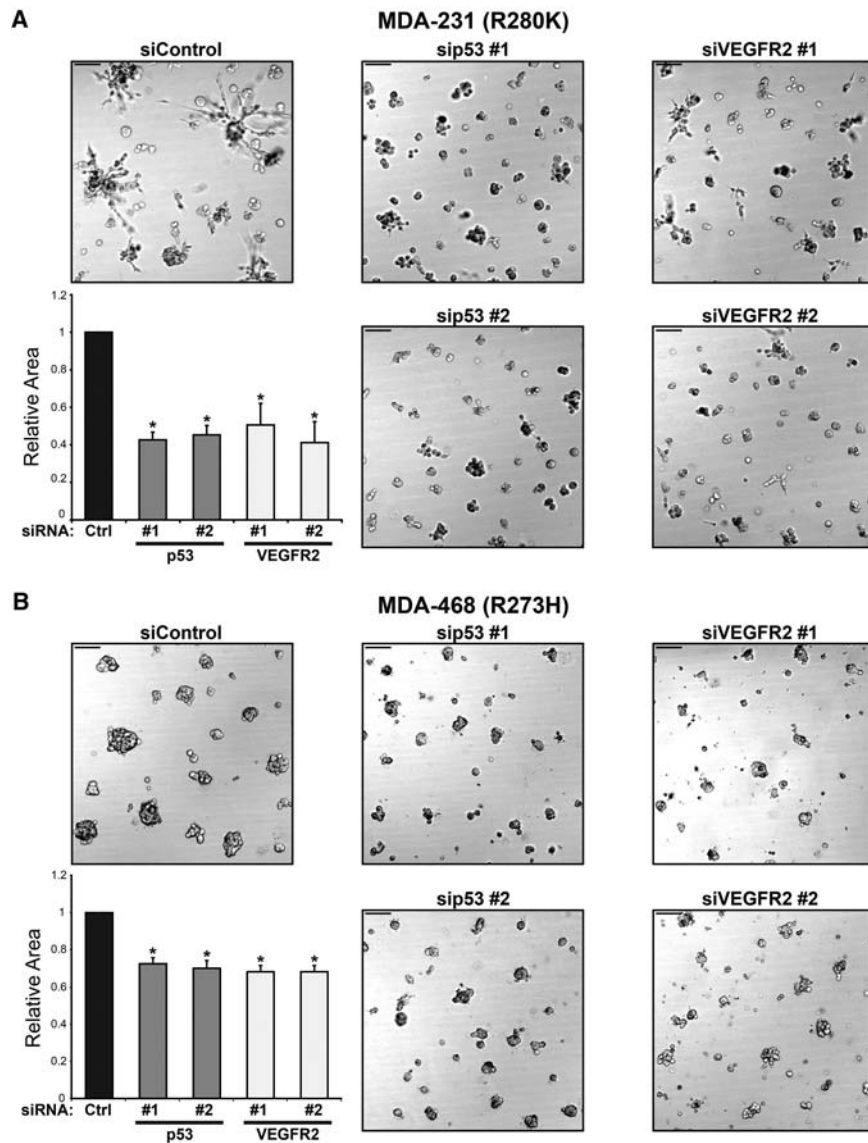 A
MDA-231 (R280K)
siControl
sip53 #1
siVEGFR2 #1
1.2
1
0.8
0.6
0.4
0.2
0
Relative Area
* * * *
siRNA: Ctrl #1 #2 #1 #2
p53 VEGFR2
sip53 #2
siVEGFR2 #2
B
MDA-468 (R273H)
siControl
sip53 #1
siVEGFR2 #1
1.2
1
0.8
0.6
0.4
0.2
0
Relative Area
* * * *
siRNA: Ctrl #1 #2 #1 #2
p53 VEGFR2
sip53 #2
siVEGFR2 #2